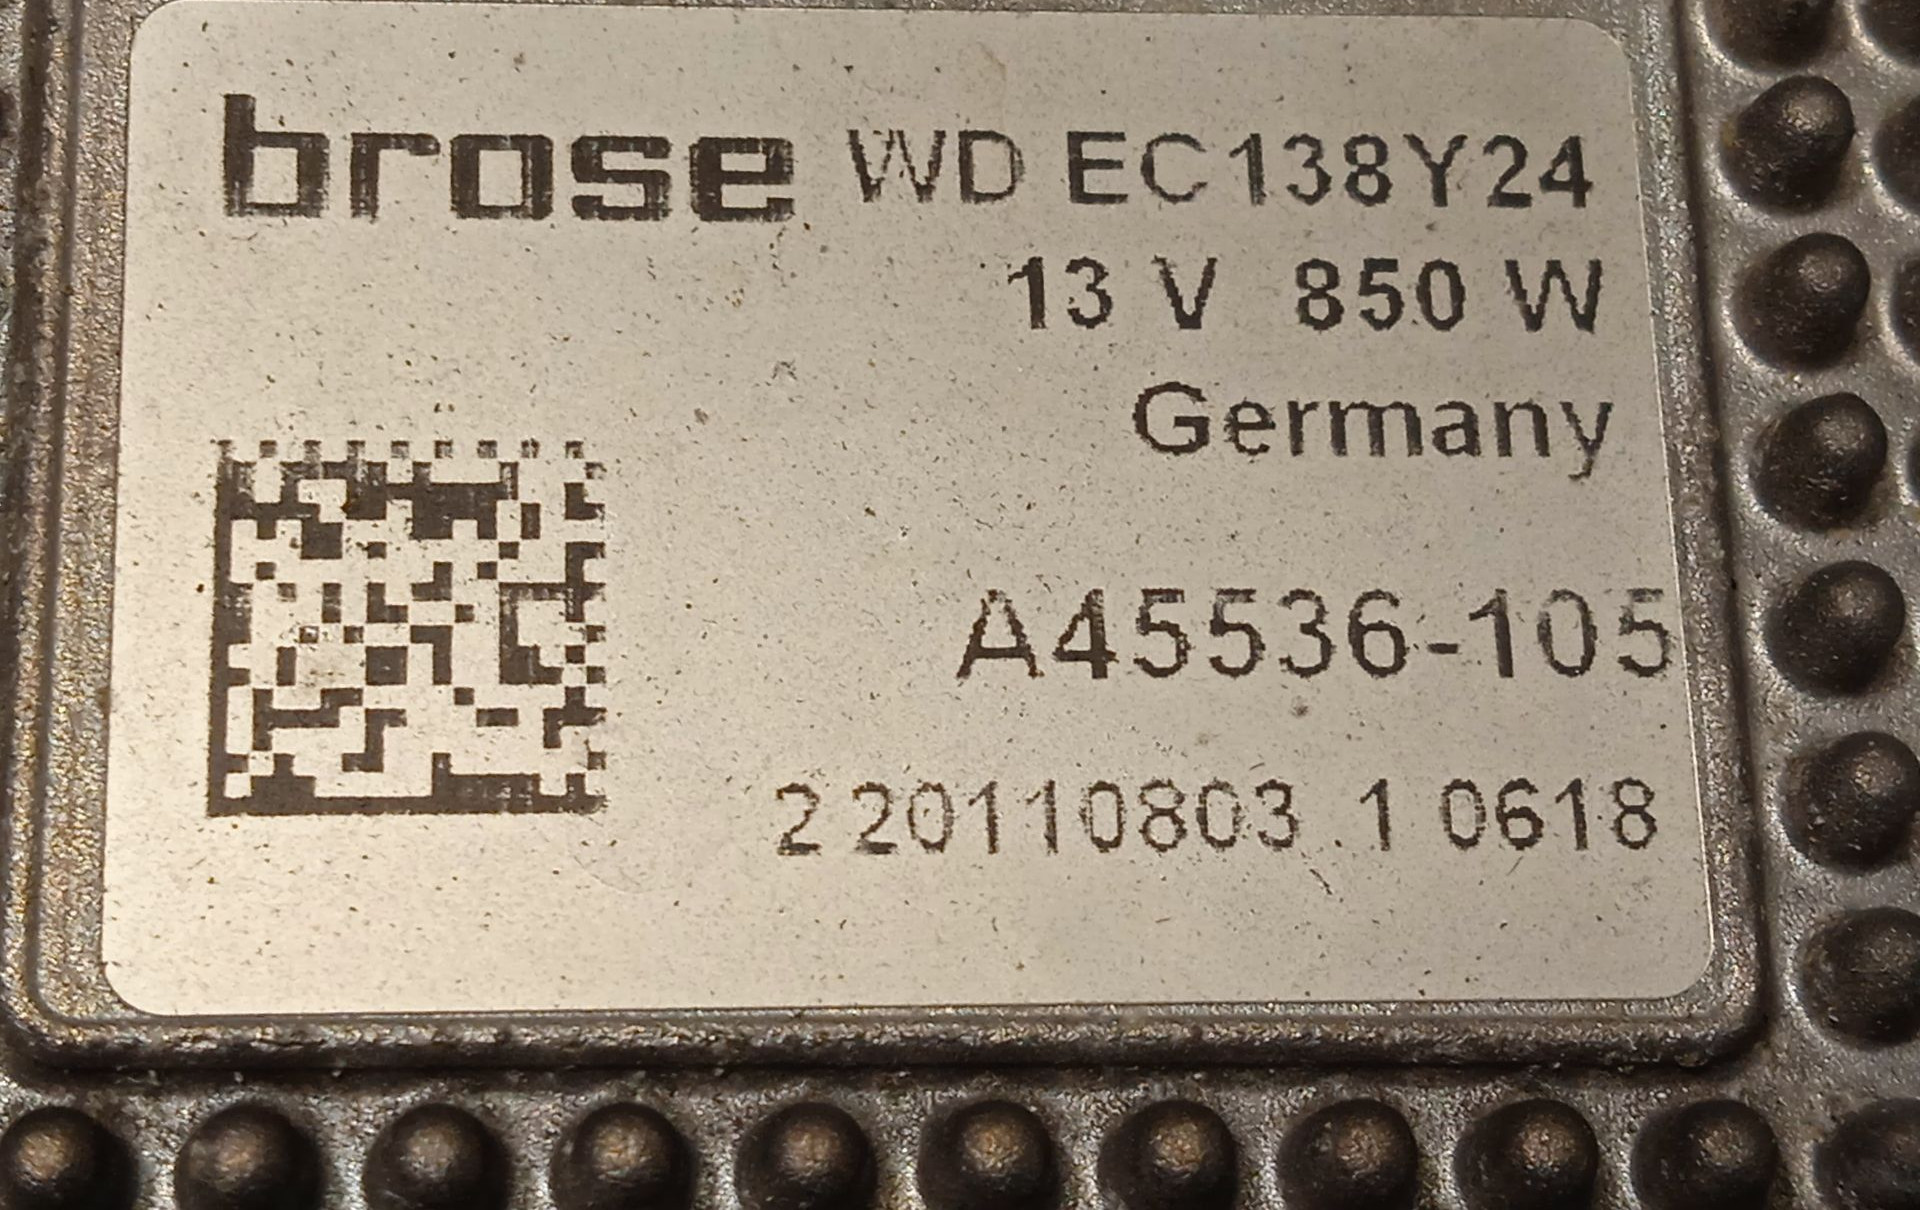 brose WD EC138Y24
13 V 850 W
Germany
A45536-105
2 20110803 .1 0618